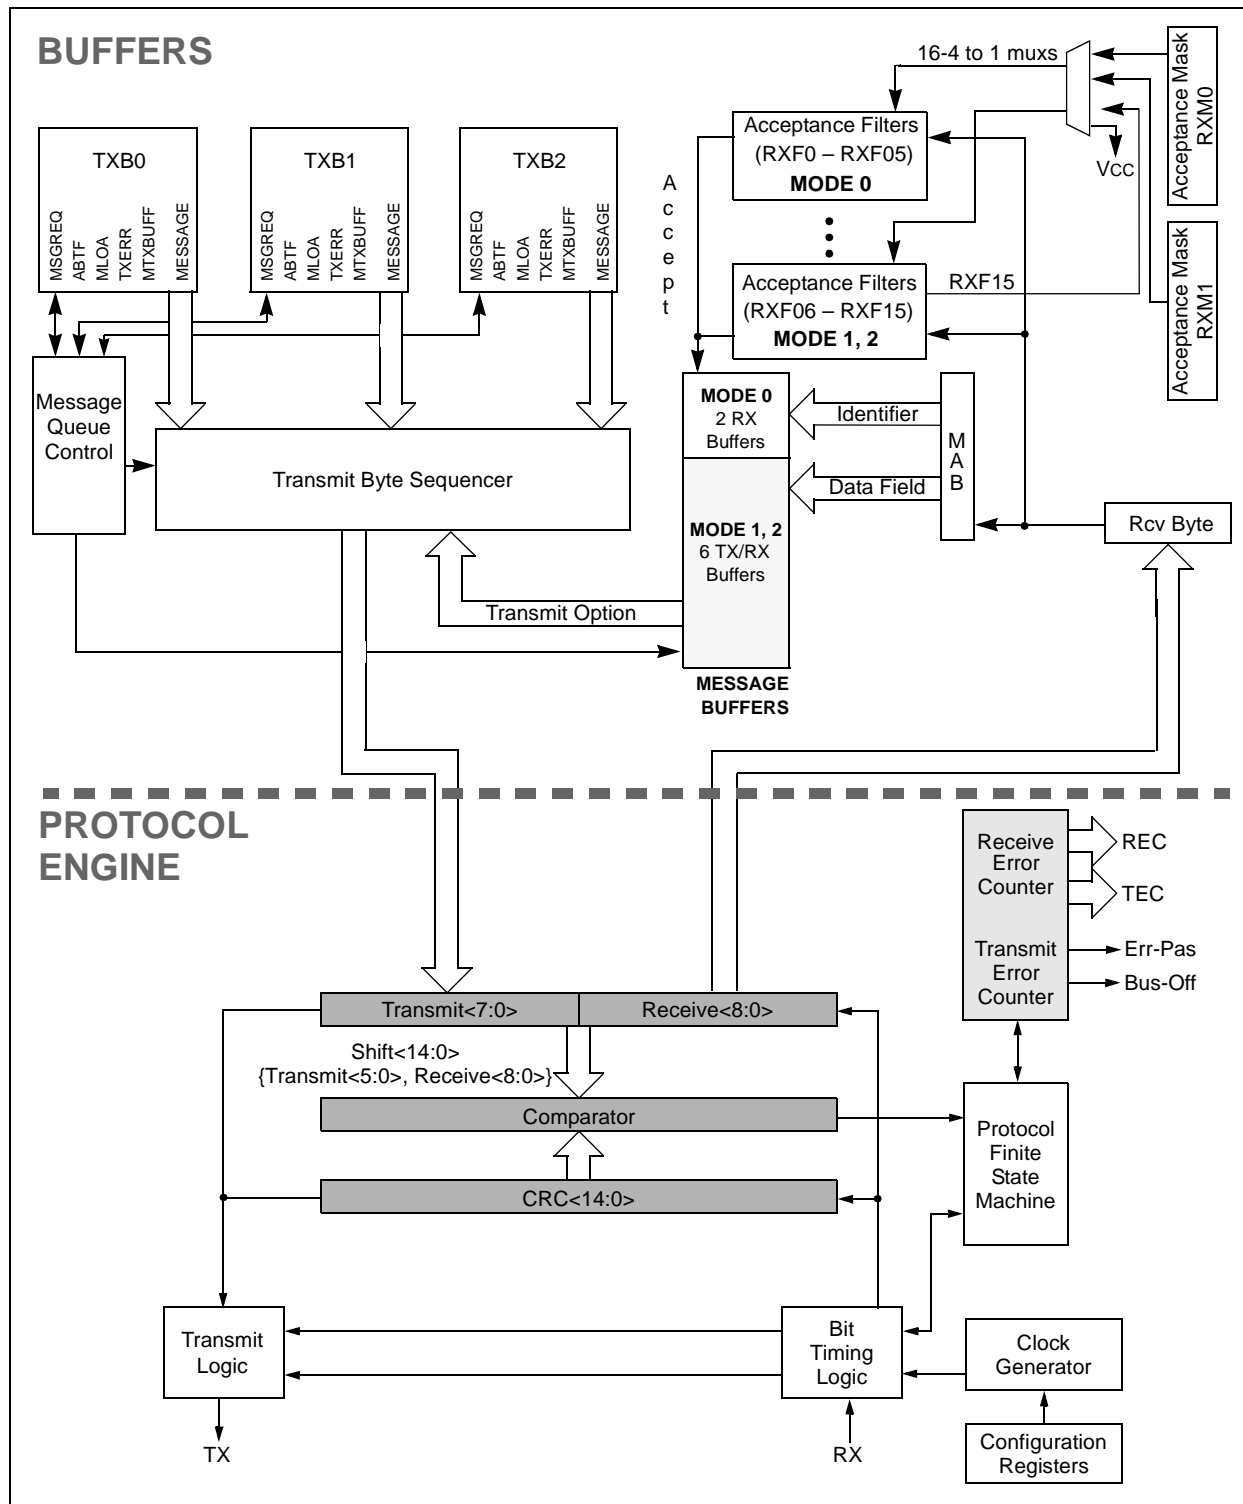 BUFFERS
16-4 to 1 muxs
Acceptance Mask
RXM0
VCC
Acceptance Filters
(RXF0 – RXF05)
MODE 0
Accept
TXB0
MSGREQ
ABTF
MLOA
TXERR
MTXBUFF
MESSAGE
TXB1
MSGREQ
ABTF
MLOA
TXERR
MTXBUFF
MESSAGE
TXB2
MSGREQ
ABTF
MLOA
TXERR
MTXBUFF
MESSAGE
Acceptance Filters
(RXF06 – RXF15)
MODE 1, 2
RXF15
Acceptance Mask
RXM1
Message
Queue
Control
Transmit Byte Sequencer
MODE 0
2 RX
Buffers
Identifier
Data Field
MAB
MODE 1, 2
6 TX/RX
Buffers
Rcv Byte
Transmit Option
MESSAGE
BUFFERS
PROTOCOL
ENGINE
Receive
Error
Counter
REC
TEC
Transmit
Error
Counter
Err-Pas
Bus-Off
Transmit<7:0>
Receive<8:0>
Shift<14:0>
{Transmit<5:0>, Receive<8:0>}
Comparator
CRC<14:0>
Protocol
Finite
State
Machine
Transmit
Logic
Bit
Timing
Logic
Clock
Generator
TX
RX
Configuration
Registers